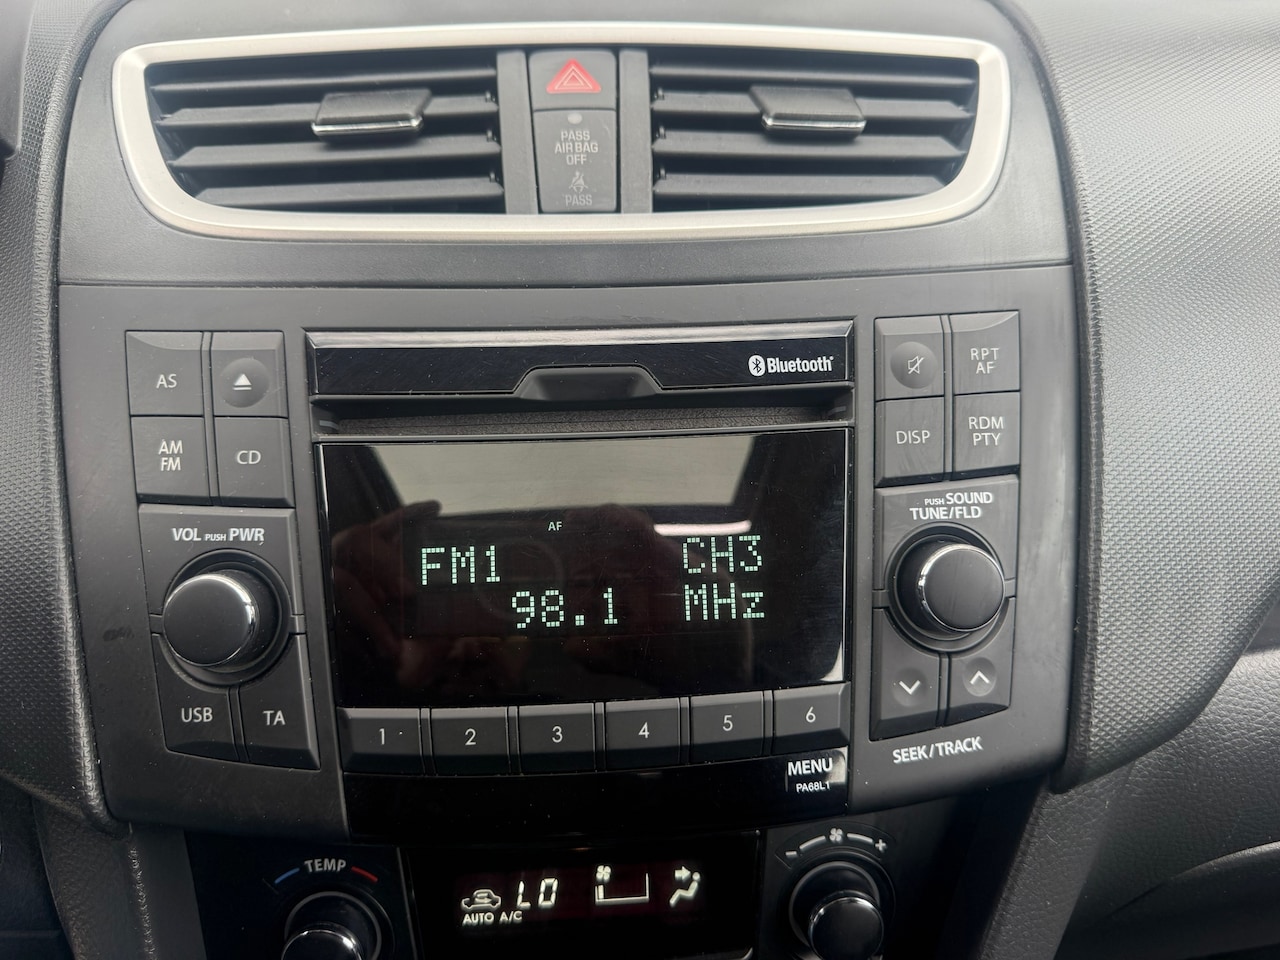 PASS
AIR BAG
OFF
PASS
Bluetooth®
AS
AM
FM
CD
RPT
AF
DISP
RDM
PTY
VOL PUSH PWR
PUSH SOUND
TUNE/FLD
AF
FM1 CH3
98.1 MHz
USB
TA
1 2 3 4 5 6
SEEK/TRACK
MENU
PA68L1
TEMP
LO
AUTO A/C
- +